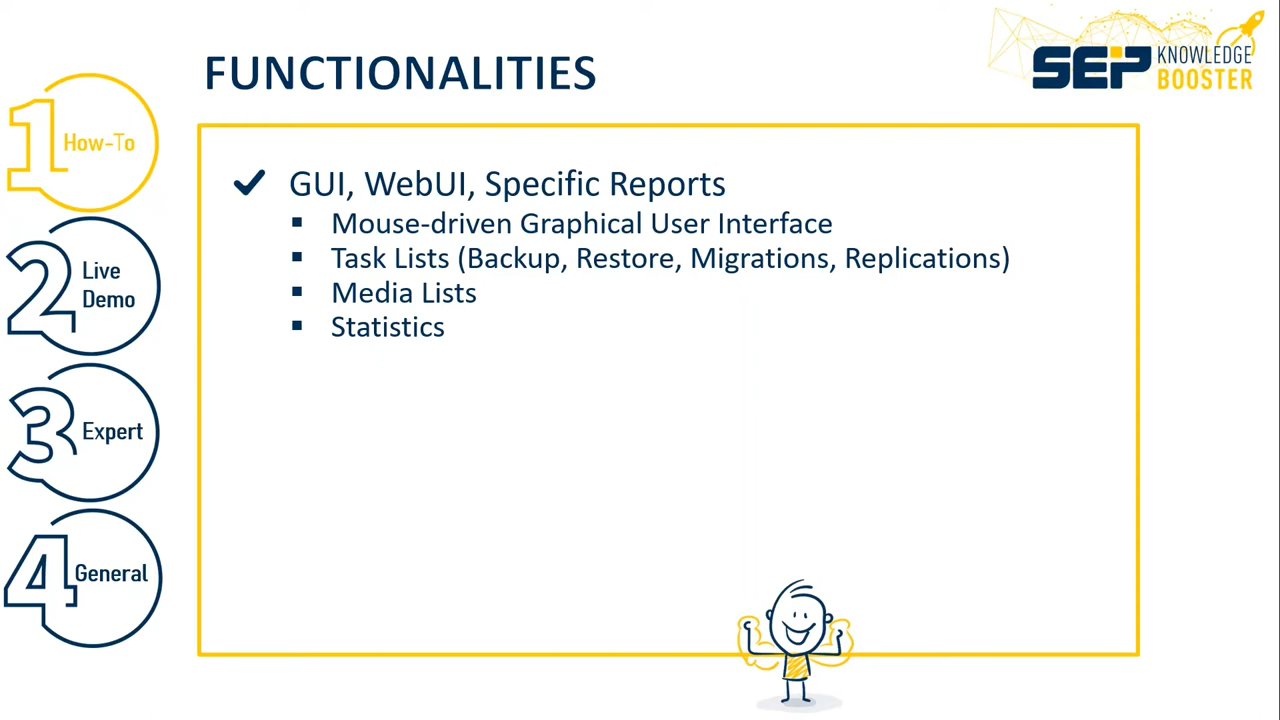 FUNCTIONALITIES
SEP KNOWLEDGE BOOSTER
1 How-To
2 Live Demo
3 Expert
4 General
✔ GUI, WebUI, Specific Reports
▪ Mouse-driven Graphical User Interface
▪ Task Lists (Backup, Restore, Migrations, Replications)
▪ Media Lists
▪ Statistics